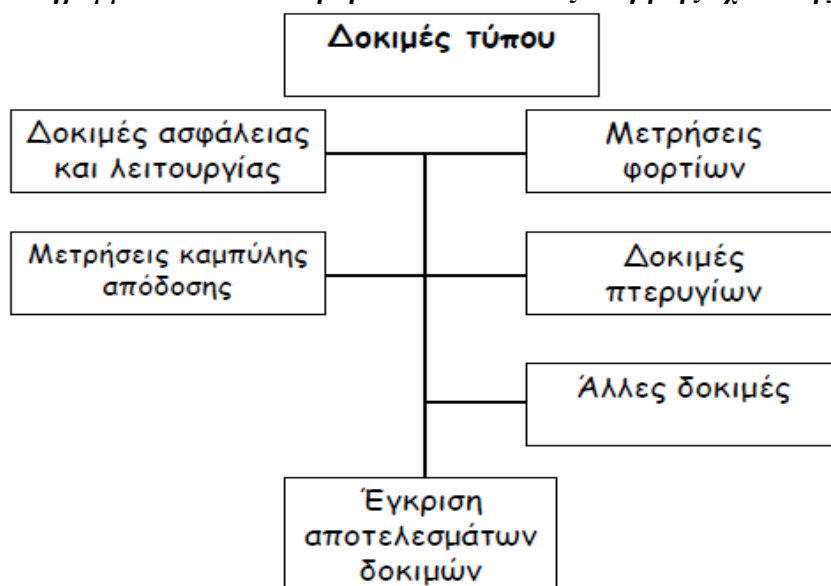 Δοκιμές τύπου
Δοκιμές ασφάλειας
και λειτουργίας
Μετρήσεις
φορτίων
Μετρήσεις καμπύλης
απόδοσης
Δοκιμές
πτερυγίων
Άλλες δοκιμές
Έγκριση
αποτελεσμάτων
δοκιμών